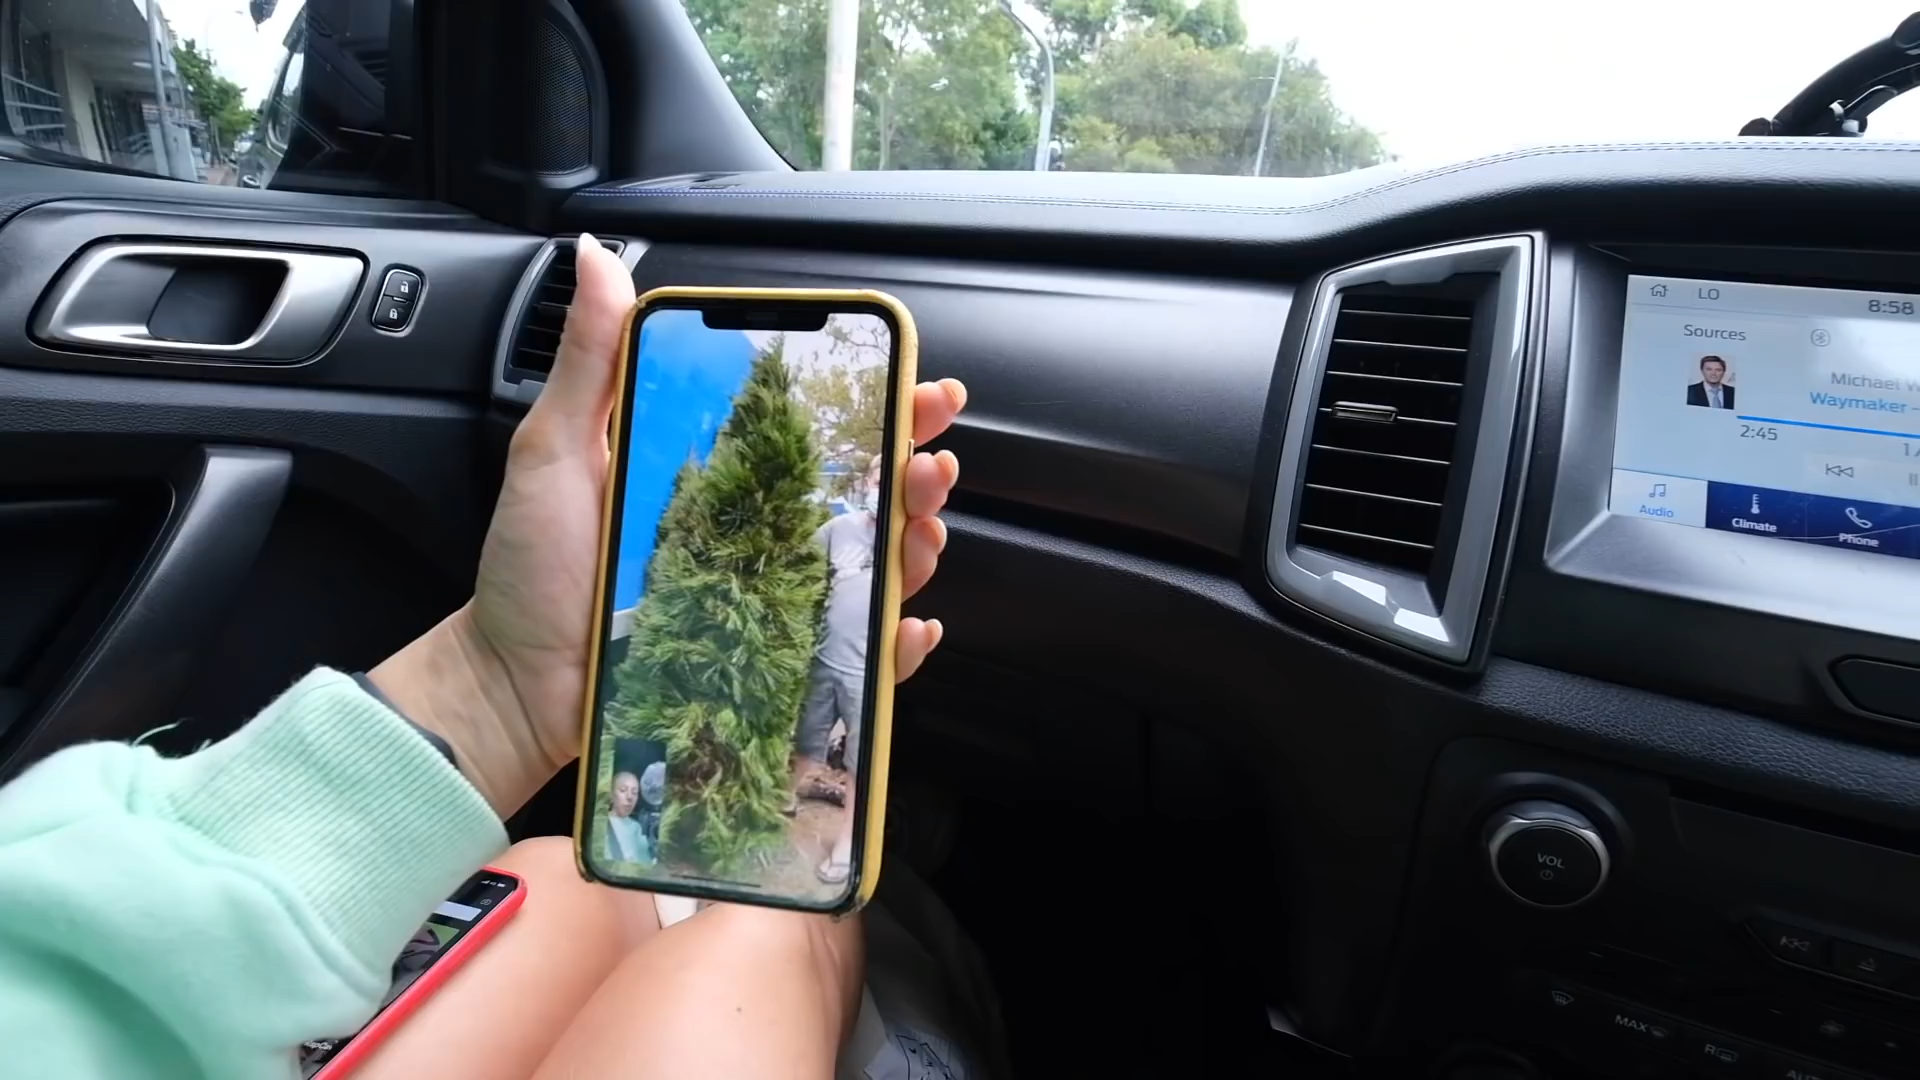 LO
8:58
Sources
Michael W
Waymaker -
2:45
Audio
Climate
Phone
VOL
MAX
R